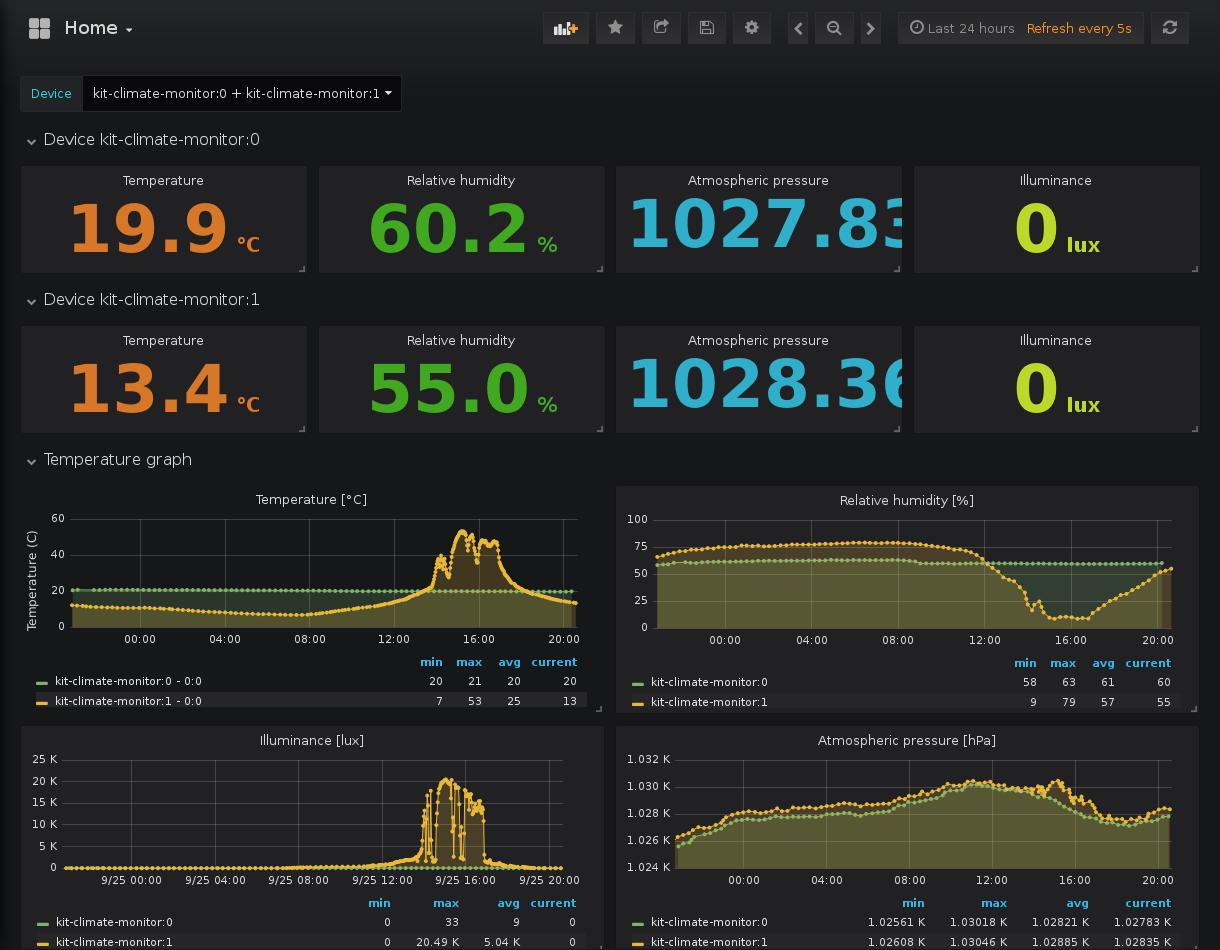 Home
Last 24 hours Refresh every 5s
Device kit-climate-monitor:0 + kit-climate-monitor:1
Device kit-climate-monitor:0
Temperature Relative humidity Atmospheric pressure Illuminance
19.9 °C 60.2 % 1027.83 0 lux
Device kit-climate-monitor:1
Temperature Relative humidity Atmospheric pressure Illuminance
13.4 °C 55.0 % 1028.36 0 lux
Temperature graph
Temperature [°C]
Temperature (C)
60
40
20
0
00:00 04:00 08:00 12:00 16:00 20:00
min max avg current
kit-climate-monitor:0 - 0:0 20 21 20 20
kit-climate-monitor:1 - 0:0 7 53 25 13
Relative humidity [%]
100
75
50
25
0
00:00 04:00 08:00 12:00 16:00 20:00
min max avg current
kit-climate-monitor:0 58 63 61 60
kit-climate-monitor:1 9 79 57 55
Illuminance [lux]
25 K
20 K
15 K
10 K
5 K
0
9/25 00:00 9/25 04:00 9/25 08:00 9/25 12:00 9/25 16:00 9/25 20:00
min max avg current
kit-climate-monitor:0 0 33 9 0
kit-climate-monitor:1 0 20.49 K 5.04 K 0
Atmospheric pressure [hPa]
1.032 K
1.030 K
1.028 K
1.026 K
1.024 K
00:00 04:00 08:00 12:00 16:00 20:00
min max avg current
kit-climate-monitor:0 1.02561 K 1.03018 K 1.02821 K 1.02783 K
kit-climate-monitor:1 1.02608 K 1.03046 K 1.02885 K 1.02835 K